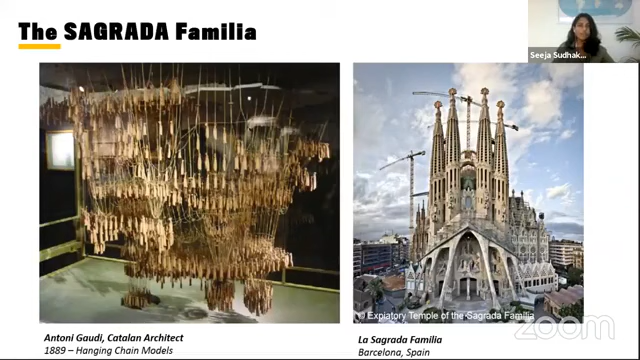 The SAGRADA Familia
Seeja Sudhak...
© Expiatory Temple of the Sagrada Familia
zoom
Antoni Gaudi, Catalan Architect
1889 – Hanging Chain Models
La Sagrada Familia
Barcelona, Spain